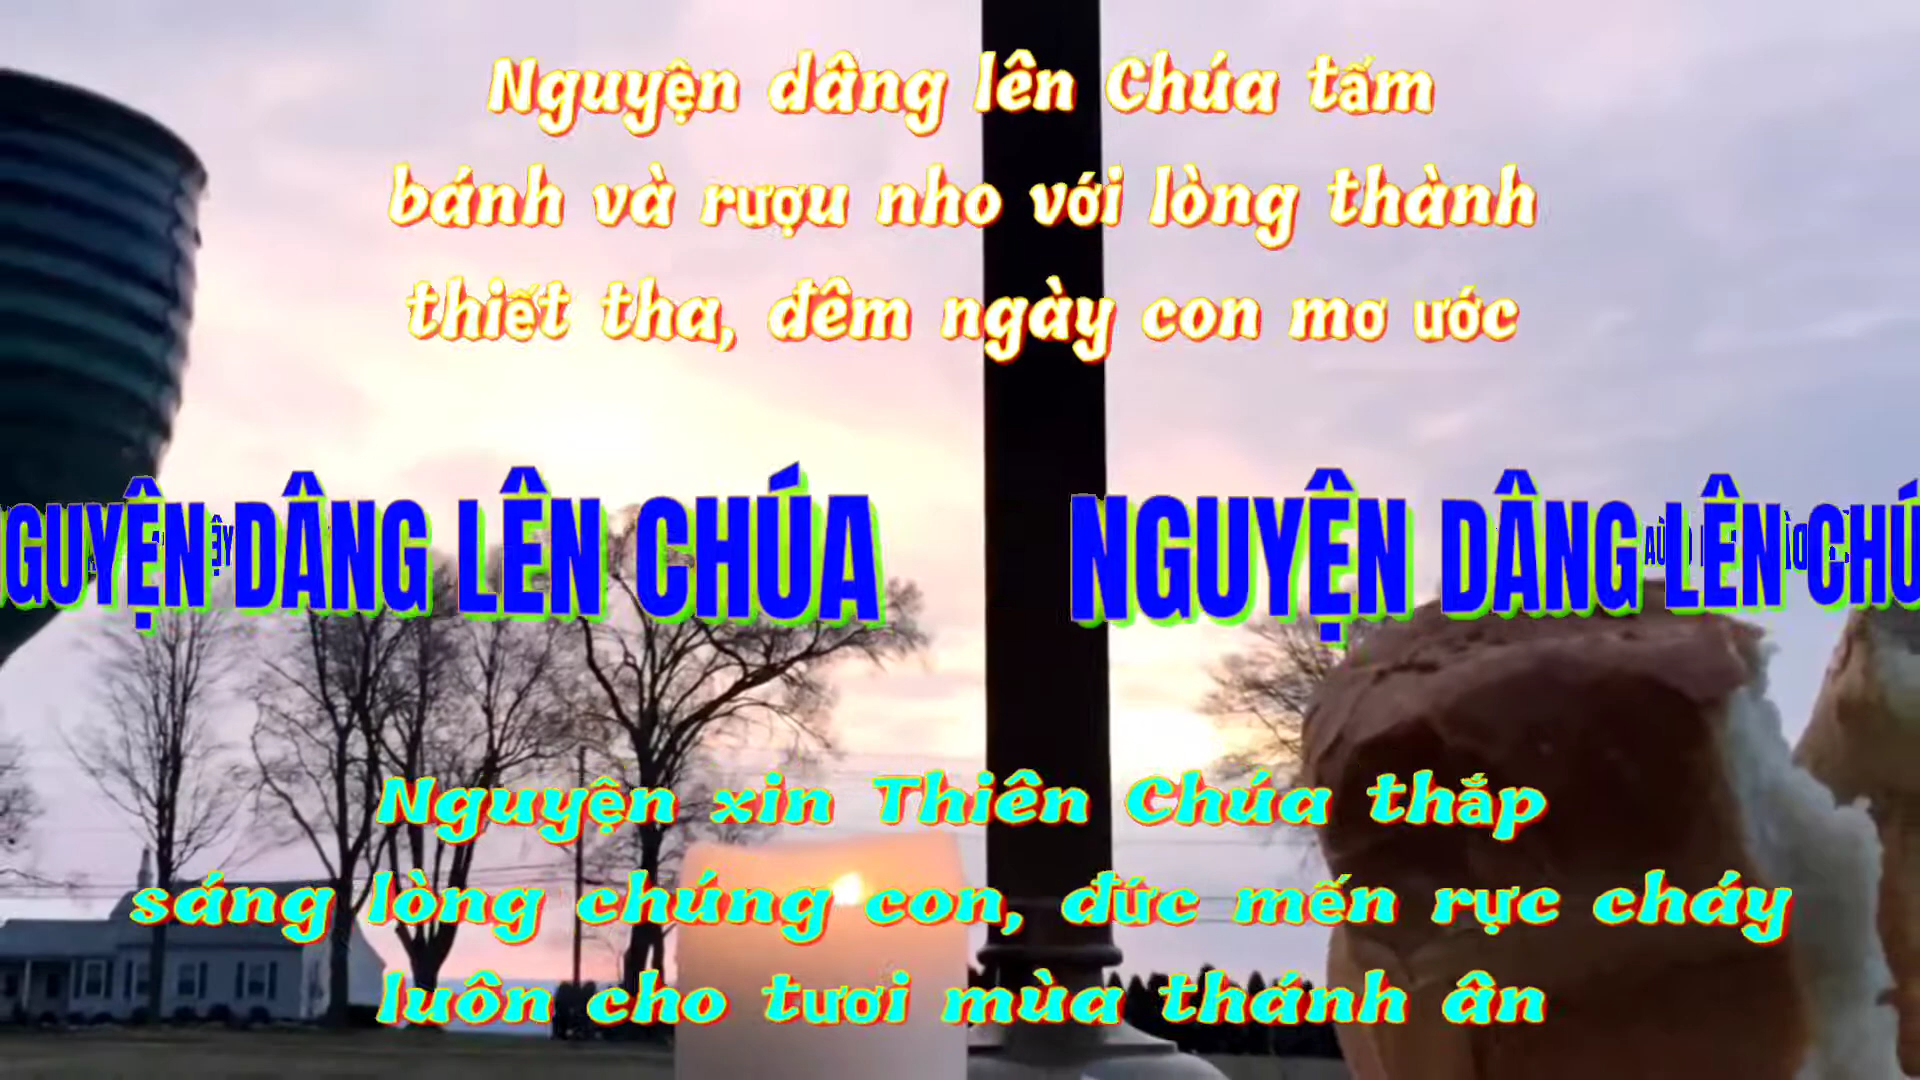 Nguyện dâng lên Chúa tấm
bánh và rượu nho với lòng thành
thiết tha, đêm ngày con mơ ước
NGUYỆN DÂNG LÊN CHÚA NGUYỆN DÂNG LÊN CHÚ
Nguyện xin Thiên Chúa thắp
sáng lòng chúng con, đức mến rực cháy
luôn cho tươi mùa thánh ân